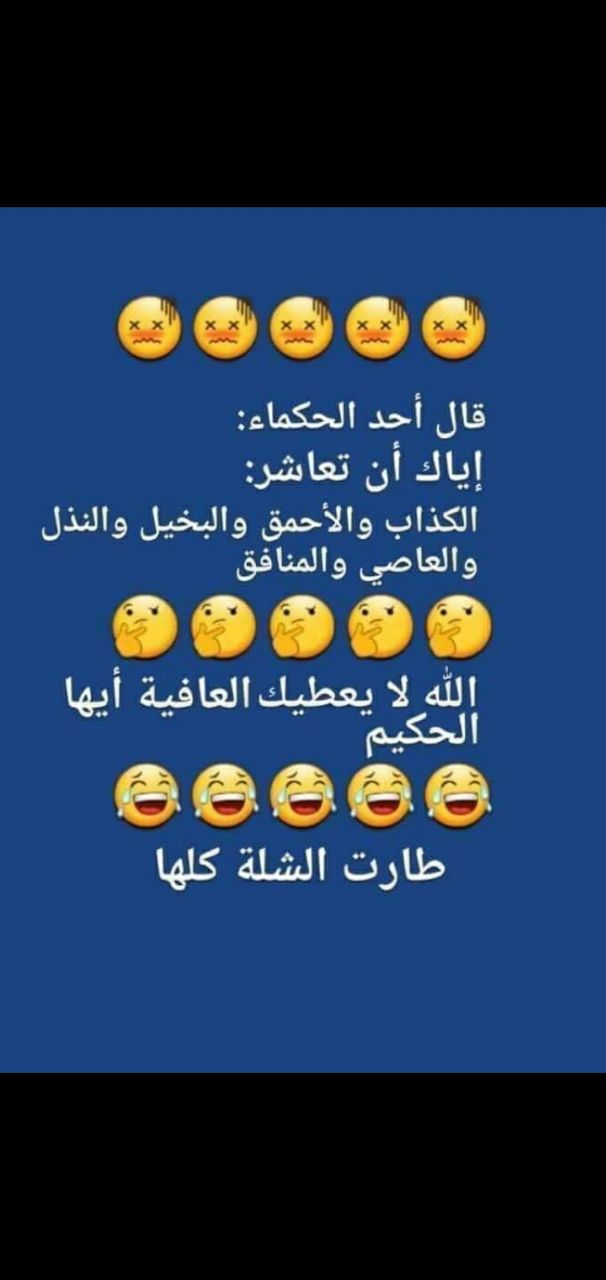 قال أحد الحكماء:
إياك أن تعاشر:
الكذاب والأحمق والبخيل والنذل
والعاصي والمنافق
الله لا يعطيك العافية أيها
الحكيم
طارت الشلة كلها